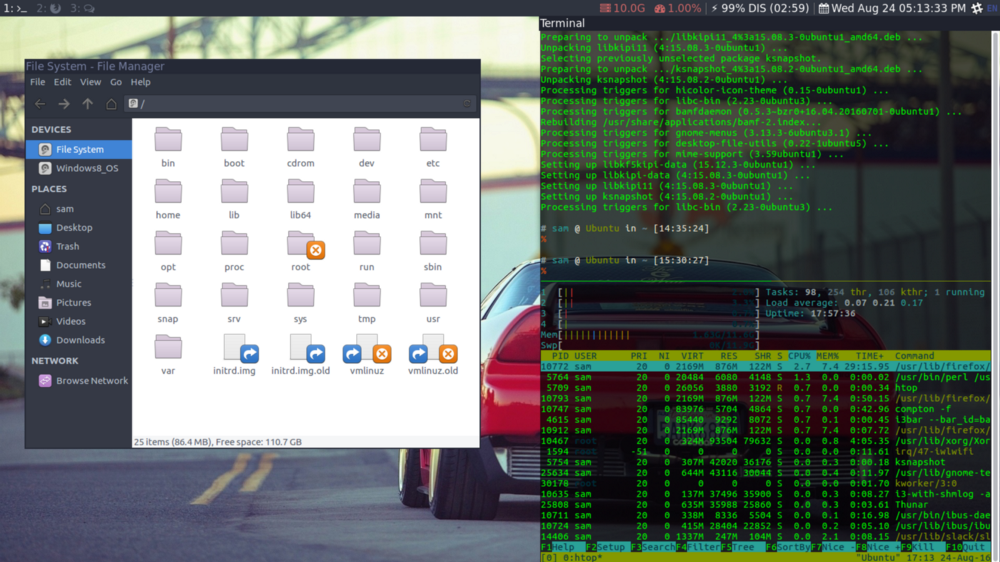 1: >_ 2: 3:
10.0G 1.00% 99% DIS (02:59) Wed Aug 24 05:13:33 PM EN
File System - File Manager
File Edit View Go Help
/
DEVICES
File System
Windows8_OS
PLACES
sam
Desktop
Trash
Documents
Music
Pictures
Videos
Downloads
NETWORK
Browse Network
bin boot cdrom dev etc
home lib lib64 media mnt
opt proc root run sbin
snap srv sys tmp usr
var initrd.img initrd.img.old vmlinuz vmlinuz.old
25 items (86.4 MB), Free space: 110.7 GB
Terminal
Preparing to unpack .../libkipi11_4%3a15.08.3-0ubuntu1_amd64.deb ...
Unpacking libkipi11 (4:15.08.3-0ubuntu1) ...
Selecting previously unselected package ksnapshot.
Preparing to unpack .../ksnapshot_4%3a15.08.2-0ubuntu1_amd64.deb ...
Unpacking ksnapshot (4:15.08.2-0ubuntu1) ...
Processing triggers for hicolor-icon-theme (0.15-0ubuntu1) ...
Processing triggers for libc-bin (2.23-0ubuntu3) ...
Processing triggers for bamfdaemon (0.5.3~bzr0+16.04.20160701-0ubuntu1) ...
Rebuilding /usr/share/applications/bamf-2.index...
Processing triggers for gnome-menus (3.13.3-6ubuntu3.1) ...
Processing triggers for desktop-file-utils (0.22-1ubuntu5) ...
Processing triggers for mime-support (3.59ubuntu1) ...
Setting up libkf5kipi-data (15.12.3-0ubuntu1) ...
Setting up libkipi-data (4:15.08.3-0ubuntu1) ...
Setting up libkipi11 (4:15.08.3-0ubuntu1) ...
Setting up ksnapshot (4:15.08.2-0ubuntu1) ...
Processing triggers for libc-bin (2.23-0ubuntu3) ...
# sam @ Ubuntu in ~ [14:35:24]
%
# sam @ Ubuntu in ~ [15:30:27]
%
1 [|| ] Tasks: 98, 254 thr, 106 kthr; 1 running
2 [| ] Load average: 0.07 0.21 0.17
3 [| ] Uptime: 17:57:36
4 [| ]
Mem[
Swp[ ]
PID USER PRI NI VIRT RES SHR S CPU% MEM% TIME+ Command
10772 sam 20 0 2169M 876M 122M S 2.7 7.4 29:15.95 /usr/lib/firefox/
5764 sam 20 0 20484 6080 4148 S 1.3 0.0 0:00.02 /usr/bin/perl /us
5709 sam 20 0 26056 3880 3192 R 0.7 0.0 0:00.34 htop
10793 sam 20 0 2169M 876M 122M S 0.7 7.4 0:50.15 /usr/lib/firefox/
10747 sam 20 0 83976 5704 4864 S 0.7 0.0 0:42.96 compton -f
4615 sam 20 0 85440 9292 8072 S 0.7 0.1 0:00.45 i3bar --bar_id=ba
10912 sam 20 0 2169M 876M 122M S 0.7 7.4 0:07.72 /usr/lib/firefox/
10467 root 20 0 324M 93504 79632 S 0.0 0.8 4:05.35 /usr/lib/xorg/Xor
1594 root -51 0 0 0 0 S 0.0 0.0 0:11.61 irq/47-iwlwifi
5754 sam 20 0 307M 42020 36176 S 0.0 0.3 0:00.18 ksnapshot
25634 sam 20 0 644M 43116 30044 S 0.0 0.4 0:11.97 /usr/lib/gnome-te
30178 root 20 0 0 0 0 S 0.0 0.0 0:01.70 kworker/3:0
10635 sam 20 0 137M 37496 35900 S 0.0 0.3 0:08.27 i3-with-shmlog -a
25808 sam 20 0 635M 35988 25860 S 0.0 0.3 0:03.61 Thunar
10711 sam 20 0 338M 8336 5504 S 0.0 0.1 0:16.98 /usr/bin/ibus-dae
10724 sam 20 0 415M 28404 22852 S 0.0 0.2 0:05.10 /usr/lib/ibus/ibu
14406 sam 20 0 1337M 247M 104M S 0.0 2.1 0:08.15 /usr/lib/slack/sl
F1Help F2Setup F3SearchF4FilterF5Tree F6SortByF7Nice -F8Nice +F9Kill F10Quit
[0] 0:htop* "Ubuntu" 17:13 24-Aug-16